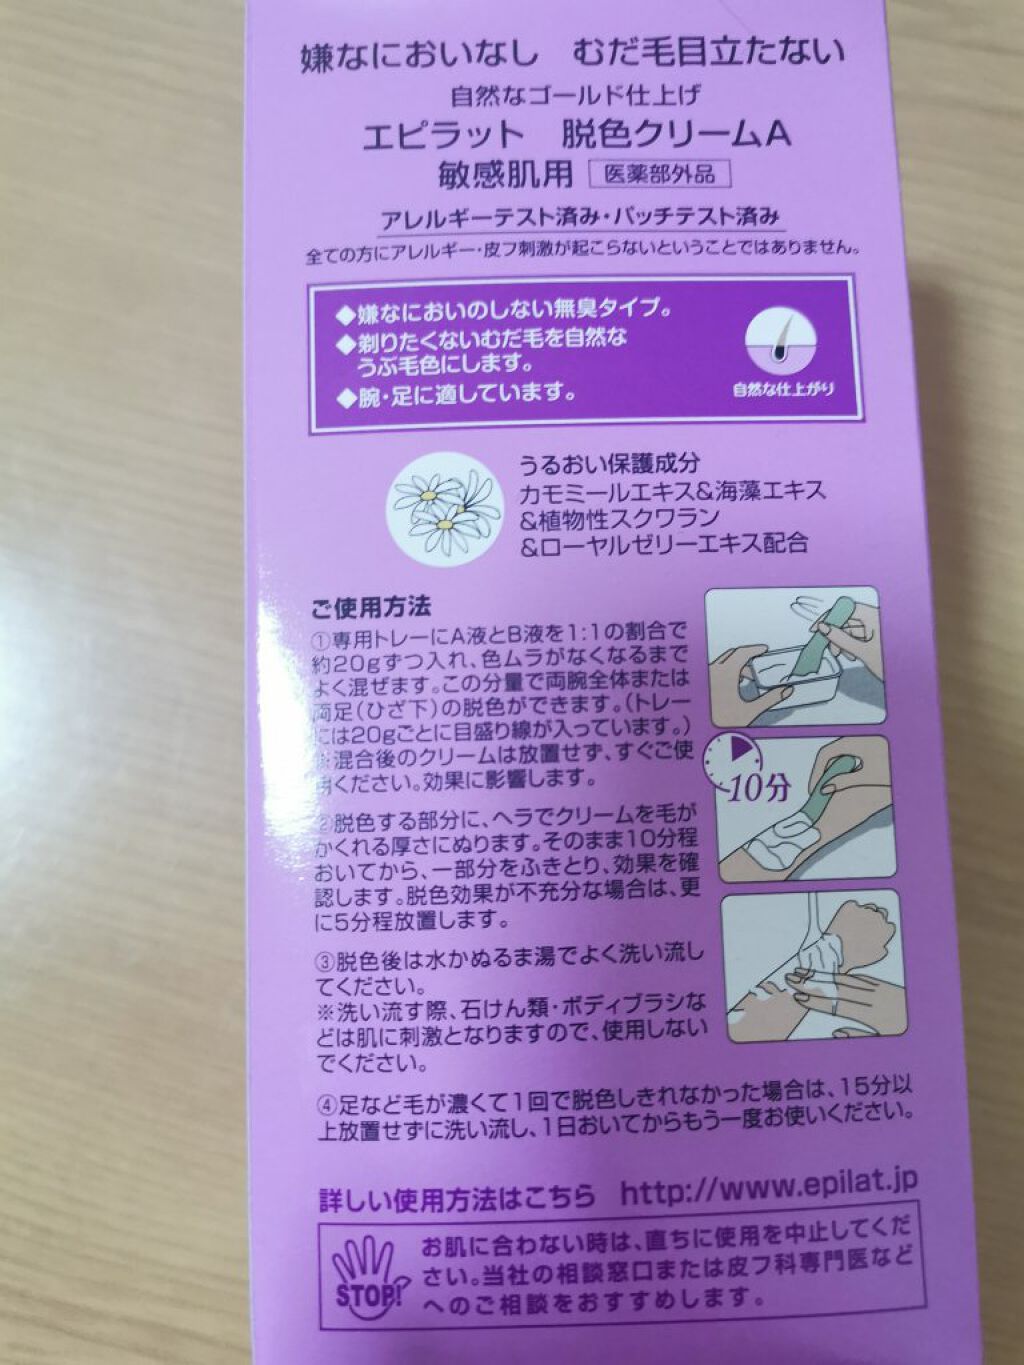 嫌なにおいなし　むだ毛目立たない
自然なゴールド仕上げ
エピラット　脱色クリームA
敏感肌用 医薬部外品
アレルギーテスト済み・パッチテスト済み
全ての方にアレルギー・皮フ刺激が起こらないということではありません。
◆嫌なにおいのしない無臭タイプ。
◆剃りたくないむだ毛を自然な
うぶ毛色にします。
◆腕・足に適しています。
自然な仕上がり
うるおい保護成分
カモミールエキス&海藻エキス
&植物性スクワラン
&ローヤルゼリーエキス配合
ご使用方法
①専用トレーにA液とB液を1:1の割合で
約20gずつ入れ、色ムラがなくなるまで
よく混ぜます。この分量で両腕全体または
両足(ひざ下)の脱色ができます。(トレー
には20gごとに目盛り線が入っています。)
※混合後のクリームは放置せず、すぐご使
用ください。効果に影響します。
②脱色する部分に、ヘラでクリームを毛が
かくれる厚さにぬります。そのまま10分程
おいてから、一部分をふきとり、効果を確
認します。脱色効果が不充分な場合は、更
に5分程放置します。
10分
③脱色後は水かぬるま湯でよく洗い流し
てください。
※洗い流す際、石けん類・ボディブラシな
どは肌に刺激となりますので、使用しない
でください。
④足など毛が濃くて1回で脱色しきれなかった場合は、15分以
上放置せずに洗い流し、1日おいてからもう一度お使いください。
詳しい使用方法はこちら　http://www.epilat.jp
STOP!
お肌に合わない時は、直ちに使用を中止してくだ
さい。当社の相談窓口または皮フ科専門医など
へのご相談をおすすめします。